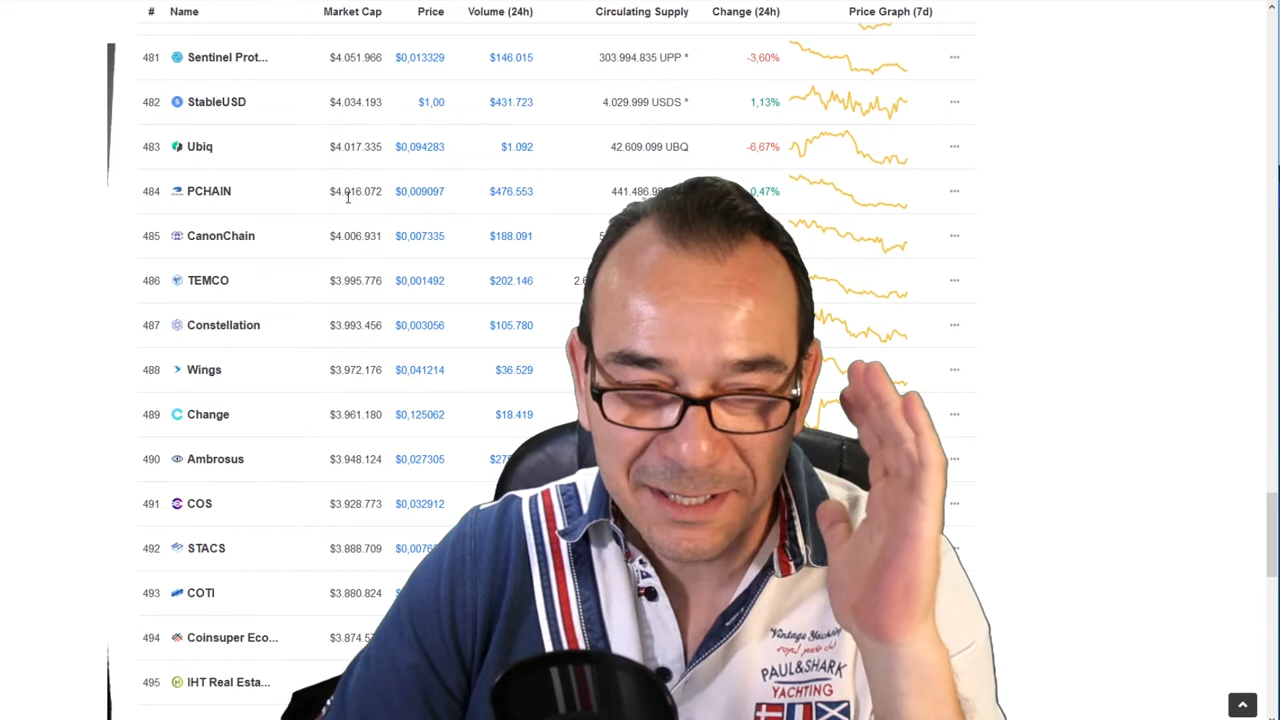 # Name Market Cap Price Volume (24h) Circulating Supply Change (24h) Price Graph (7d)
481 Sentinel Prot... $4.051.966 $0,013329 $146.015 303.994.835 UPP * -3,60%
482 StableUSD $4.034.193 $1,00 $431.723 4.029.999 USDS * 1,13%
483 Ubiq $4.017.335 $0,094283 $1.092 42.609.099 UBQ -6,67%
484 PCHAIN $4.016.072 $0,009097 $476.553 0,47%
485 CanonChain $4.006.931 $0,007335 $188.091
486 TEMCO $3.995.776 $0,001492 $202.146
487 Constellation $3.993.456 $0,003056 $105.780
488 Wings $3.972.176 $0,041214 $36.529
489 Change $3.961.180 $0,125062 $18.419
490 Ambrosus $3.948.124 $0,027305
491 COS $3.928.773 $0,032912
492 STACS $3.888.709
493 COTI $3.880.824
494 Coinsuper Eco...
495 IHT Real Esta...
Vintage Yachting
PAUL&SHARK
YACHTING